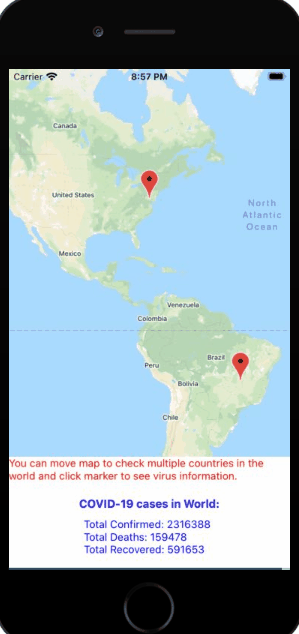 Carrier 8:57 PM
Canada
United States
North
Atlantic
Ocean
Mexico
Venezuela
Colombia
Brazil
Peru
Bolivia
Chile
You can move map to check multiple countries in the
world and click marker to see virus information.
COVID-19 cases in World:
Total Confirmed: 2316388
Total Deaths: 159478
Total Recovered: 591653